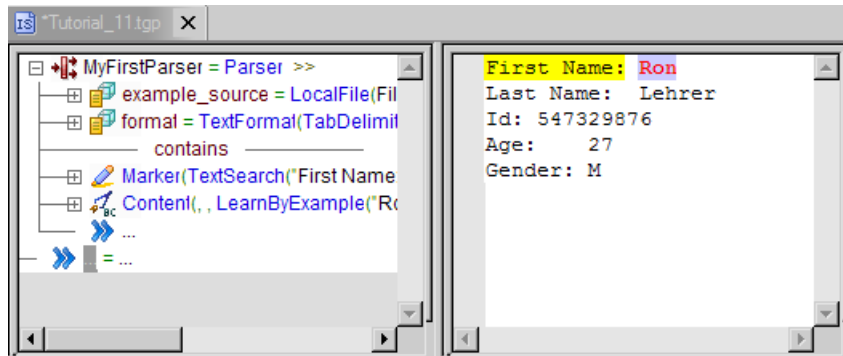 *Tutorial_11.tgp
MyFirstParser = Parser >>
example_source = LocalFile(Fil
format = TextFormat(TabDelimit
contains
Marker(TextSearch("First Name
Content(, , LearnByExample("Ro
...
= ...
First Name: Ron
Last Name: Lehrer
Id: 547329876
Age: 27
Gender: M